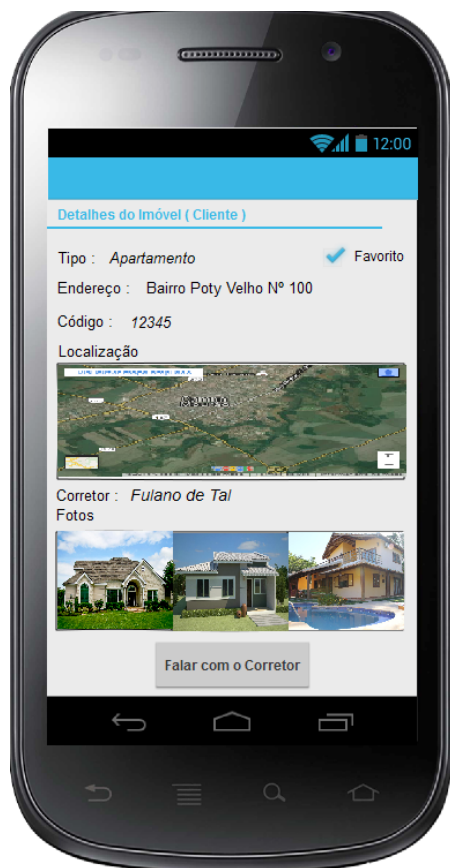 12:00
Detalhes do Imóvel ( Cliente )
Tipo : Apartamento
Favorito
Endereço : Bairro Poty Velho Nº 100
Código : 12345
Localização
Corretor : Fulano de Tal
Fotos
Falar com o Corretor